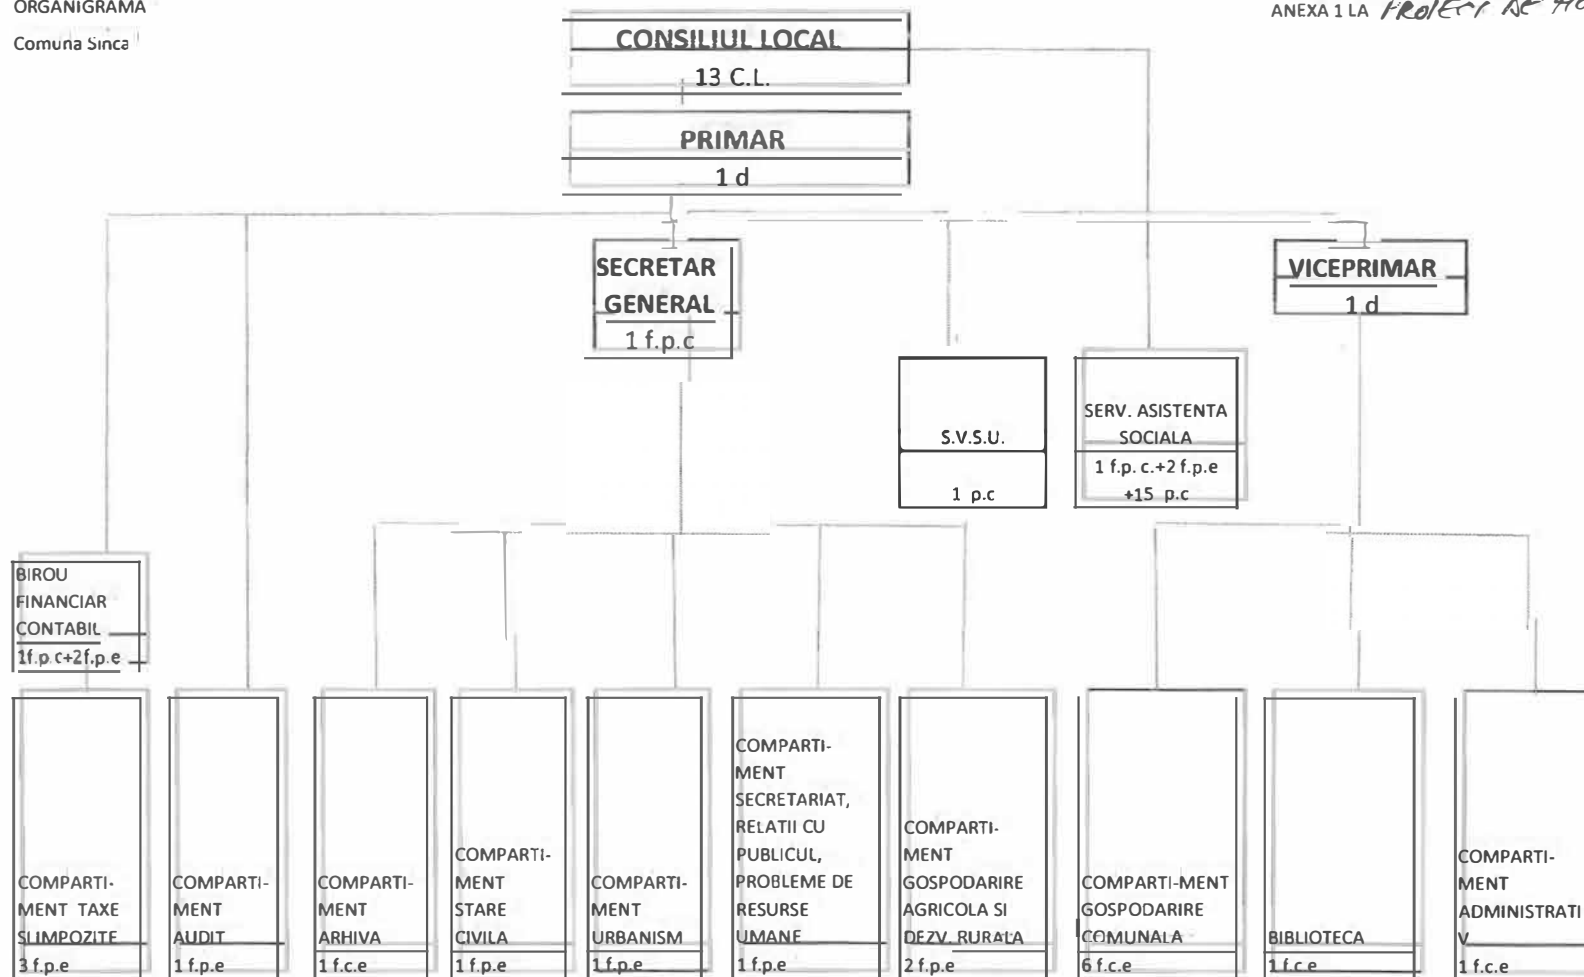 ORGANIGRAMA
Comuna Sinca
ANEXA 1 LA PROIECT DE
CONSILIUL LOCAL
13 C.L.
PRIMAR
1 d
SECRETAR
GENERAL
1 f.p.c
VICEPRIMAR
1 d
S.V.S.U.
1 p.c
SERV. ASISTENTA
SOCIALA
1 f.p. c.+2 f.p.e
+15 p.c
BIROU
FINANCIAR
CONTABIL
1f.p.c+2f.p.e
COMPARTI-
MENT TAXE
SI IMPOZITE
3 f.p.e
COMPARTI-
MENT
AUDIT
1 f.p.e
COMPARTI-
MENT
ARHIVA
1 f.c.e
COMPARTI-
MENT
STARE
CIVILA
1 f.p.e
COMPARTI-
MENT
URBANISM
1 f.p.e
COMPARTI-
MENT
SECRETARIAT,
RELATII CU
PUBLICUL,
PROBLEME DE
RESURSE
UMANE
1 f.p.e
COMPARTI-
MENT
GOSPODARIRE
AGRICOLA SI
DEZV. RURALA
2 f.p.e
COMPARTI-MENT
GOSPODARIRE
COMUNALA
6 f.c.e
BIBLIOTECA
1 f.c.e
COMPARTI-
MENT
ADMINISTRATI
V
1 f.c.e